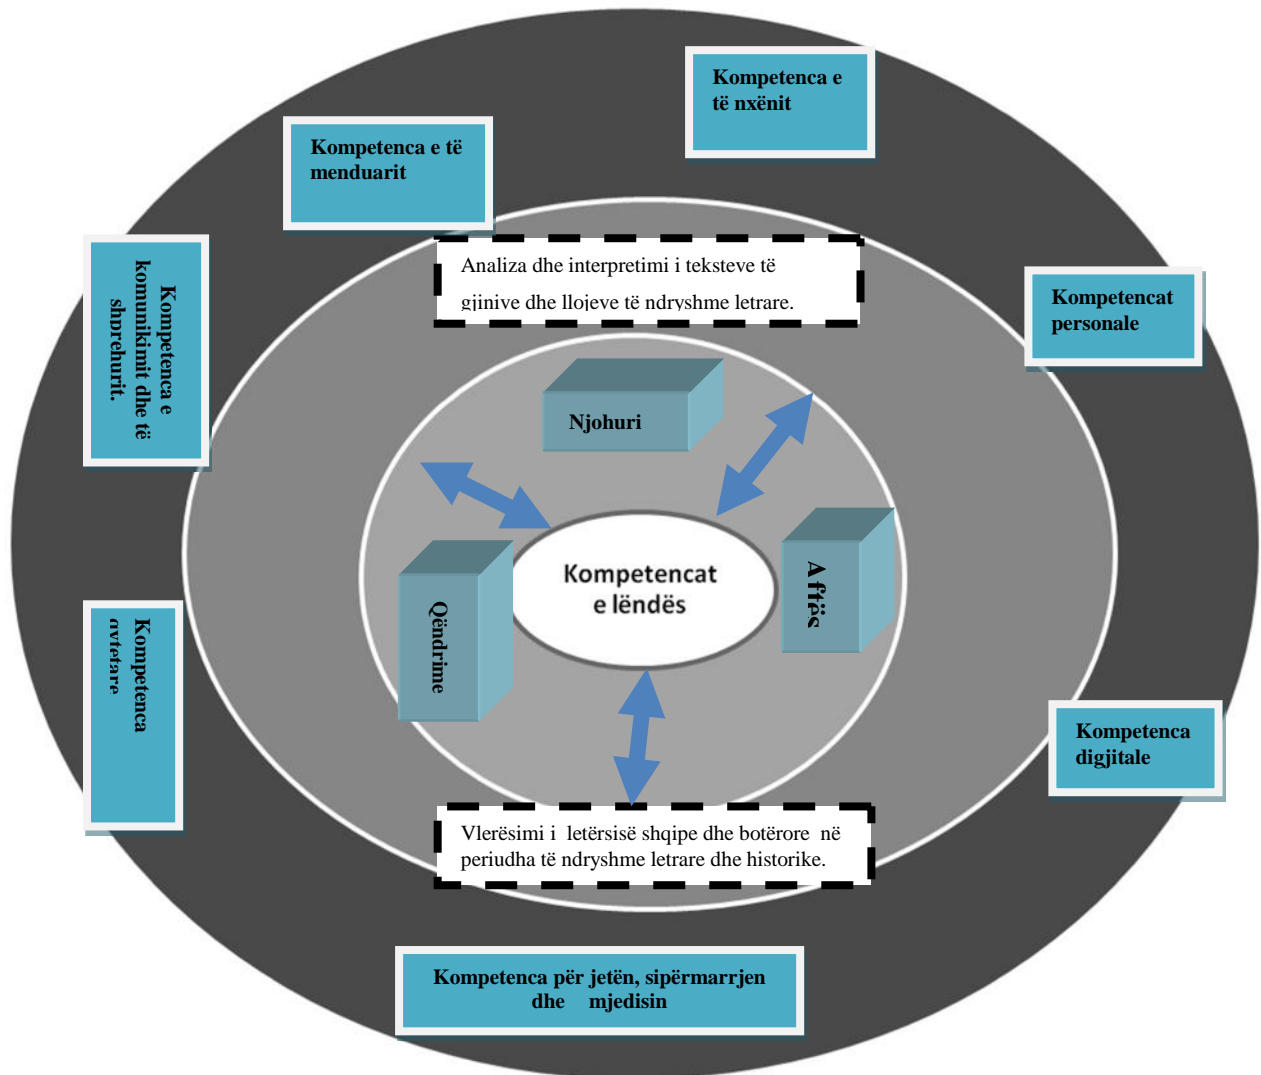 Kompetenca e
të nxënit
Kompetenca e të
menduarit
Kompetenca e
komunikimit dhe të
shprehurit.
Analiza dhe interpretimi i teksteve të
gjinive dhe llojeve të ndryshme letrare.
Kompetencat
personale
Njohuri
Kompetencat
e lëndës
Aftës
Qëndrime
Kompetenca
qytetare
Kompetenca
digjitale
Vlerësimi i letërsisë shqipe dhe botërore në
periudha të ndryshme letrare dhe historike.
Kompetenca për jetën, sipërmarrjen
dhe mjedisin